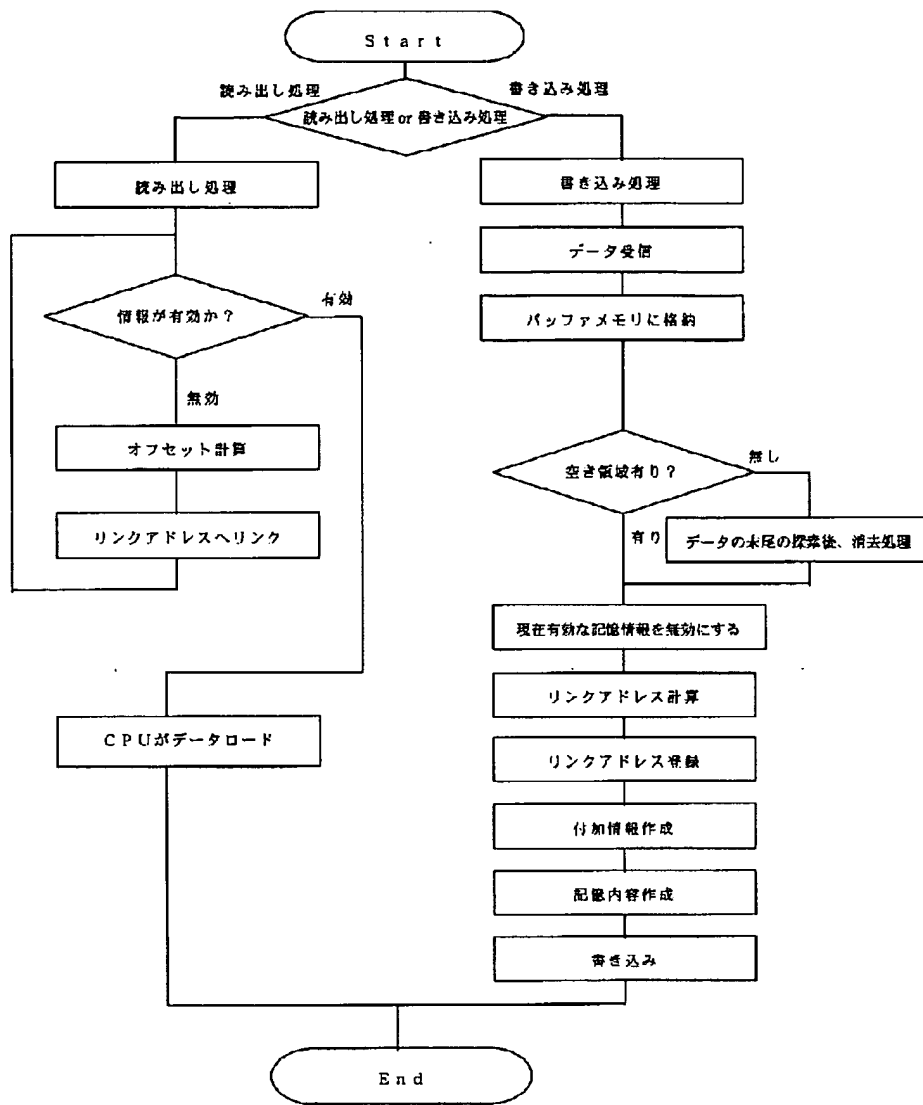 Start
読み出し処理
書き込み処理
読み出し処理 or 書き込み処理
読み出し処理
情報が有効か？
有効
無効
オフセット計算
リンクアドレスへリンク
CPUがデータロード
書き込み処理
データ受信
バッファメモリに格納
空き領域有り？
無し
有り
データの末尾の探索後、消去処理
現在有効な記憶情報を無効にする
リンクアドレス計算
リンクアドレス登録
付加情報作成
記憶内容作成
書き込み
End